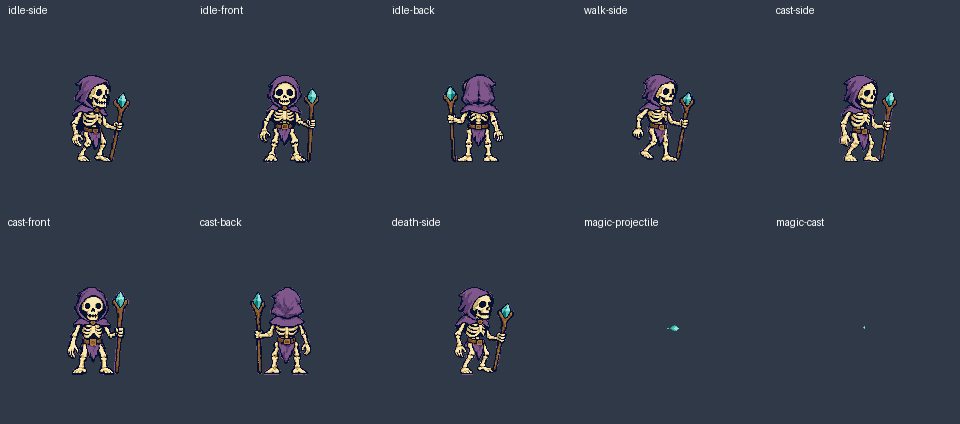 idle-side
idle-front
idle-back
walk-side
cast-side
cast-front
cast-back
death-side
magic-projectile
magic-cast